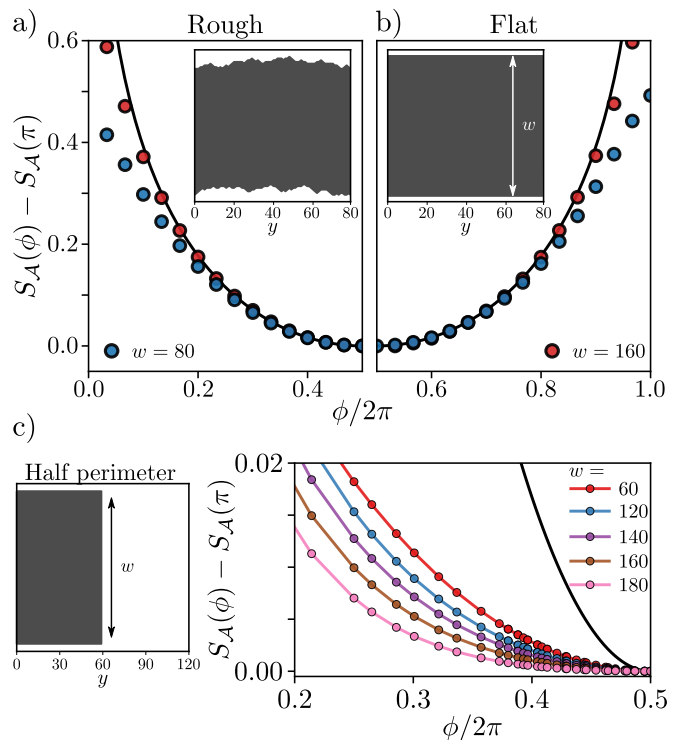 a) Rough b) Flat
0.6
0.4
0.2
0.0
S_A(φ) − S_A(π)
0 20 40 60 80
y
w
0 20 40 60 80
y
w = 80
w = 160
0.0 0.2 0.4 0.6 0.8 1.0
φ/2π
c)
Half perimeter
w
0 30 60 90 120
y
0.02
0.00
S_A(φ) − S_A(π)
w =
60
120
140
160
180
0.2 0.3 0.4 0.5
φ/2π